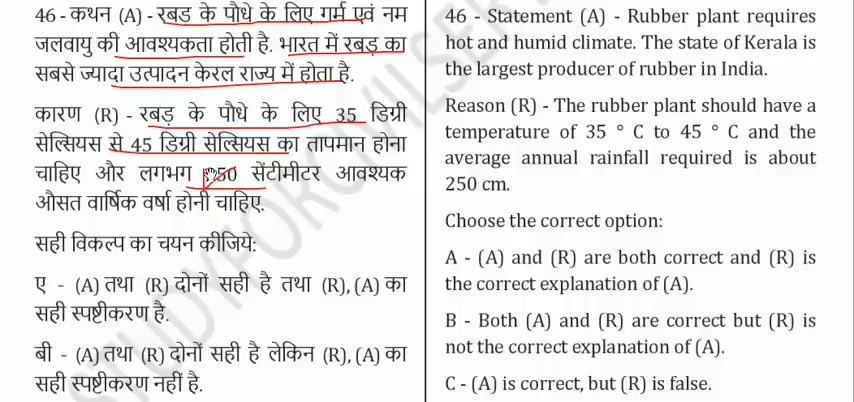 46 - कथन (A) - रबड़ के पौधे के लिए गर्म एवं नम
जलवायु की आवश्यकता होती है. भारत में रबड़ का
सबसे ज्यादा उत्पादन केरल राज्य में होता है.
कारण (R) - रबड़ के पौधे के लिए 35 डिग्री
सेल्सियस से 45 डिग्री सेल्सियस का तापमान होना
चाहिए और लगभग 250 सेंटीमीटर आवश्यक
औसत वार्षिक वर्षा होनी चाहिए.
सही विकल्प का चयन कीजिये:
ए - (A) तथा (R) दोनों सही है तथा (R), (A) का
सही स्पष्टीकरण है.
बी - (A) तथा (R) दोनों सही है लेकिन (R), (A) का
सही स्पष्टीकरण नहीं है.
46 - Statement (A) - Rubber plant requires
hot and humid climate. The state of Kerala is
the largest producer of rubber in India.
Reason (R) - The rubber plant should have a
temperature of 35 ° C to 45 ° C and the
average annual rainfall required is about
250 cm.
Choose the correct option:
A - (A) and (R) are both correct and (R) is
the correct explanation of (A).
B - Both (A) and (R) are correct but (R) is
not the correct explanation of (A).
C - (A) is correct, but (R) is false.
STUDYFORCIVILSERV